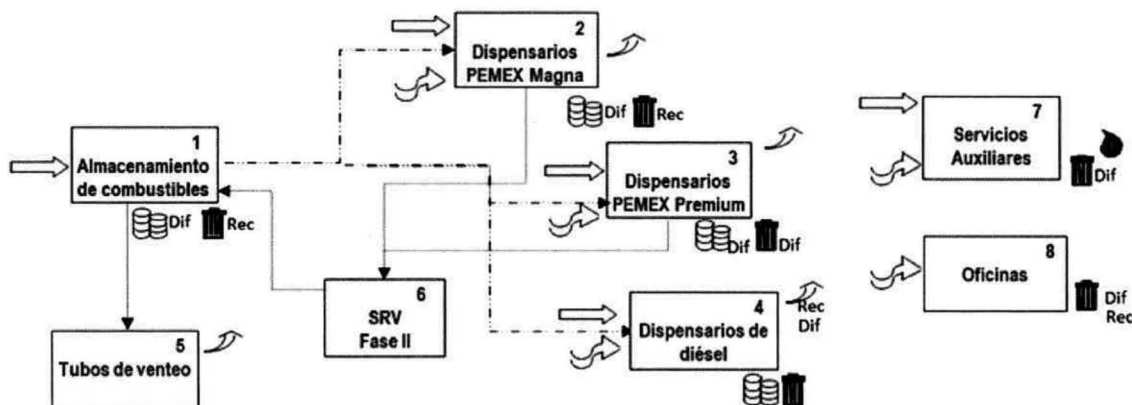 1
Almacenamiento
de combustibles
Dif
Rec
2
Dispensarios
PEMEX Magna
Dif
Rec
3
Dispensarios
PEMEX Premium
Dif
Dif
4
Dispensarios de
diésel
Rec
Dif
5
Tubos de venteo
6
SRV
Fase II
7
Servicios
Auxiliares
Dif
8
Oficinas
Dif
Rec